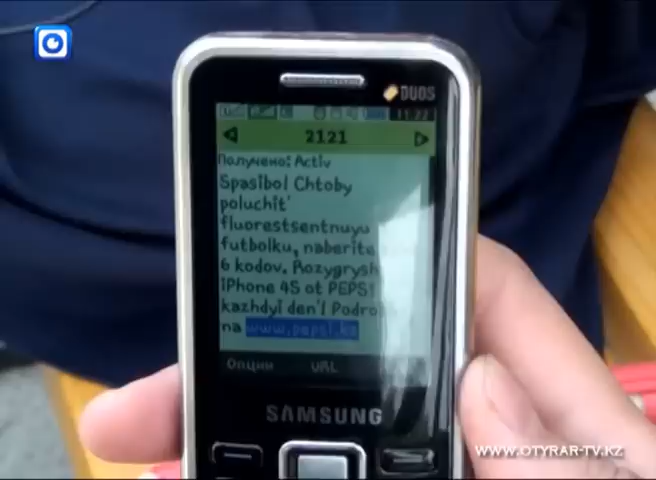 DUOS
11:22
2121
Получено: Activ
Spasibo! Chtoby
poluchit'
fluorestsentnuyu
futbolku, naberite
6 kodov. Rozygrysh
iPhone 4S ot PEPSI
kazhdyi den'! Podro
na www.pepsi.kz
Опции URL
SAMSUNG
WWW.OTYRAR-TV.KZ